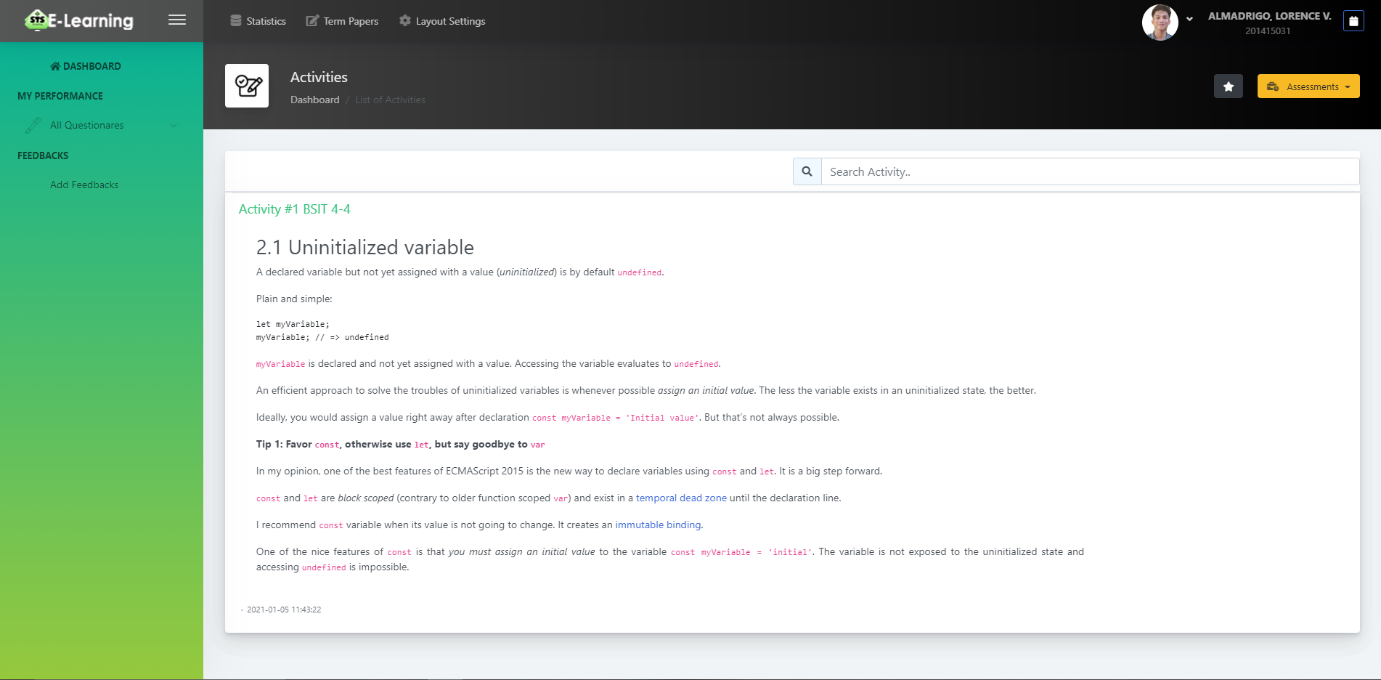 STS E-Learning
Statistics
Term Papers
Layout Settings
ALMADRIGO, LORENCE V.
201415031
DASHBOARD
MY PERFORMANCE
All Questionares
FEEDBACKS
Add Feedbacks
Activities
Dashboard / List of Activities
Assessments
Search Activity..
Activity #1 BSIT 4-4
2.1 Uninitialized variable
A declared variable but not yet assigned with a value (uninitialized) is by default undefined.
Plain and simple:
let myVariable;
myVariable; // => undefined
myVariable is declared and not yet assigned with a value. Accessing the variable evaluates to undefined.
An efficient approach to solve the troubles of uninitialized variables is whenever possible assign an initial value. The less the variable exists in an uninitialized state, the better.
Ideally, you would assign a value right away after declaration const myVariable = 'Initial value'. But that's not always possible.
Tip 1: Favor const, otherwise use let, but say goodbye to var
In my opinion, one of the best features of ECMAScript 2015 is the new way to declare variables using const and let. It is a big step forward.
const and let are block scoped (contrary to older function scoped var) and exist in a temporal dead zone until the declaration line.
I recommend const variable when its value is not going to change. It creates an immutable binding.
One of the nice features of const is that you must assign an initial value to the variable const myVariable = 'initial'. The variable is not exposed to the uninitialized state and
accessing undefined is impossible.
- 2021-01-05 11:43:22